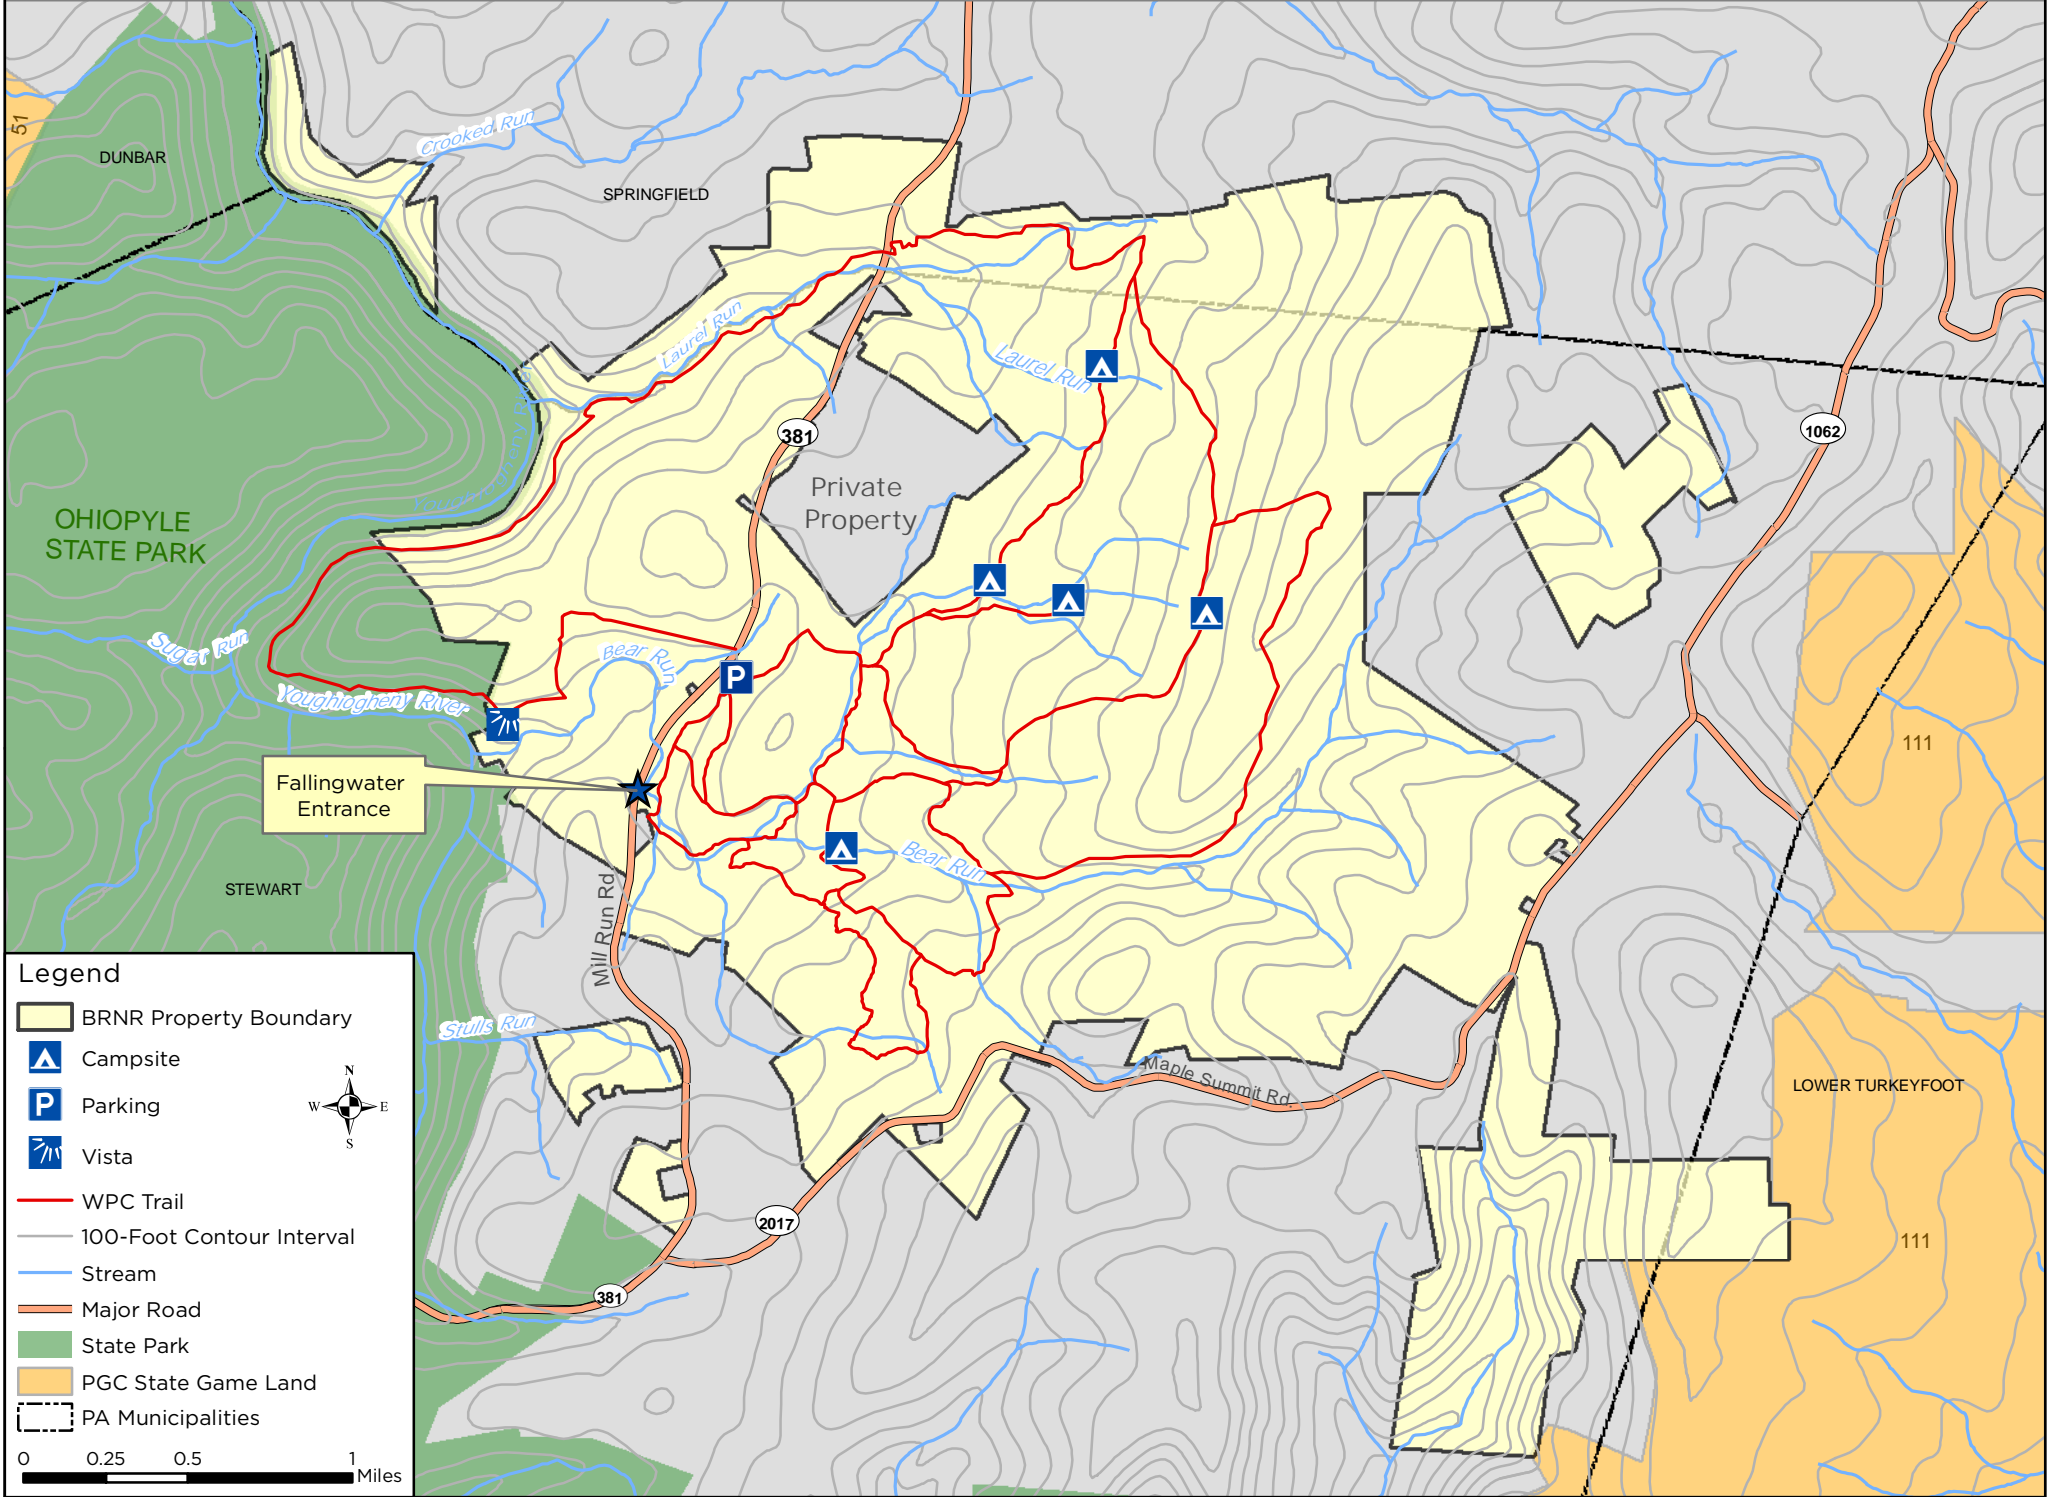 51
DUNBAR
Crooked Run
SPRINGFIELD
Laurel Run
Laurel Run
381
1062
Private
Property
Youghiogheny River
OHIOPYLE
STATE PARK
Sugar Run
Bear Run
P
Youghiogheny River
111
Fallingwater
Entrance
Bear Run
STEWART
Mill Run Rd
Stulls Run
Maple Summit Rd
LOWER TURKEYFOOT
2017
111
381
Legend
BRNR Property Boundary
Campsite
P Parking
Vista
N
W E
S
WPC Trail
100-Foot Contour Interval
Stream
Major Road
State Park
PGC State Game Land
PA Municipalities
0 0.25 0.5 1
Miles